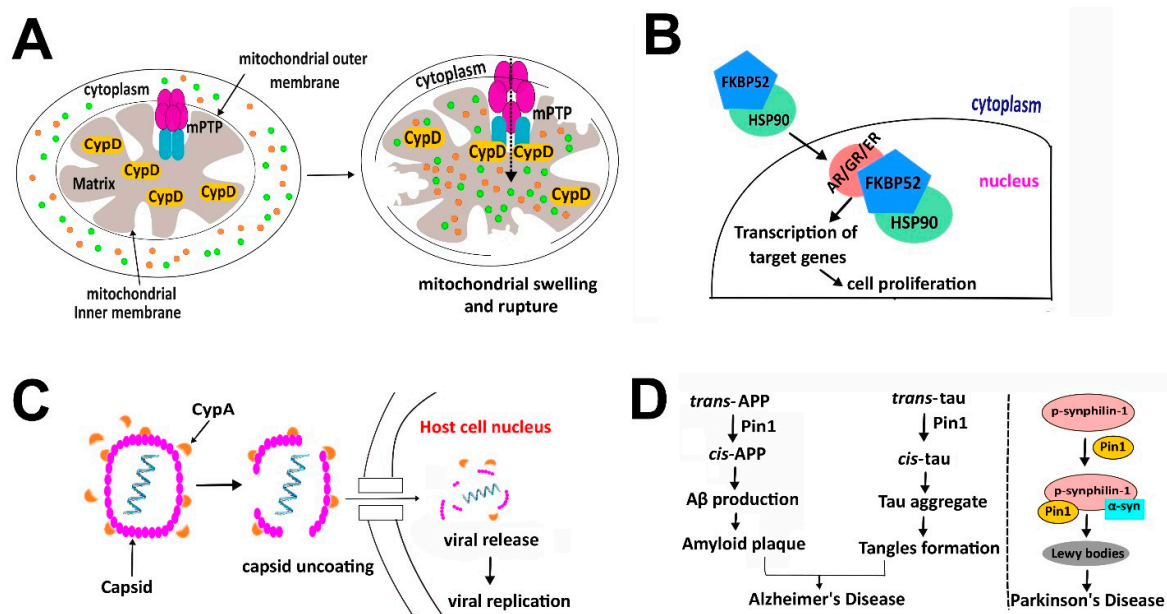 A
mitochondrial outer
membrane
cytoplasm
mPTP
CypD
CypD
CypD
CypD
Matrix
mitochondrial
Inner membrane
cytoplasm
mPTP
CypD
CypD
CypD
CypD
mitochondrial swelling
and rupture
B
FKBP52
HSP90
cytoplasm
nucleus
AR/GR/ER
FKBP52
HSP90
Transcription of
target genes
cell proliferation
C
CypA
Capsid
capsid uncoating
Host cell nucleus
viral release
viral replication
D
trans-APP
Pin1
cis-APP
Aβ production
Amyloid plaque
trans-tau
Pin1
cis-tau
Tau aggregate
Tangles formation
Alzheimer's Disease
p-synphilin-1
Pin1
p-synphilin-1
Pin1
α-syn
Lewy bodies
Parkinson's Disease